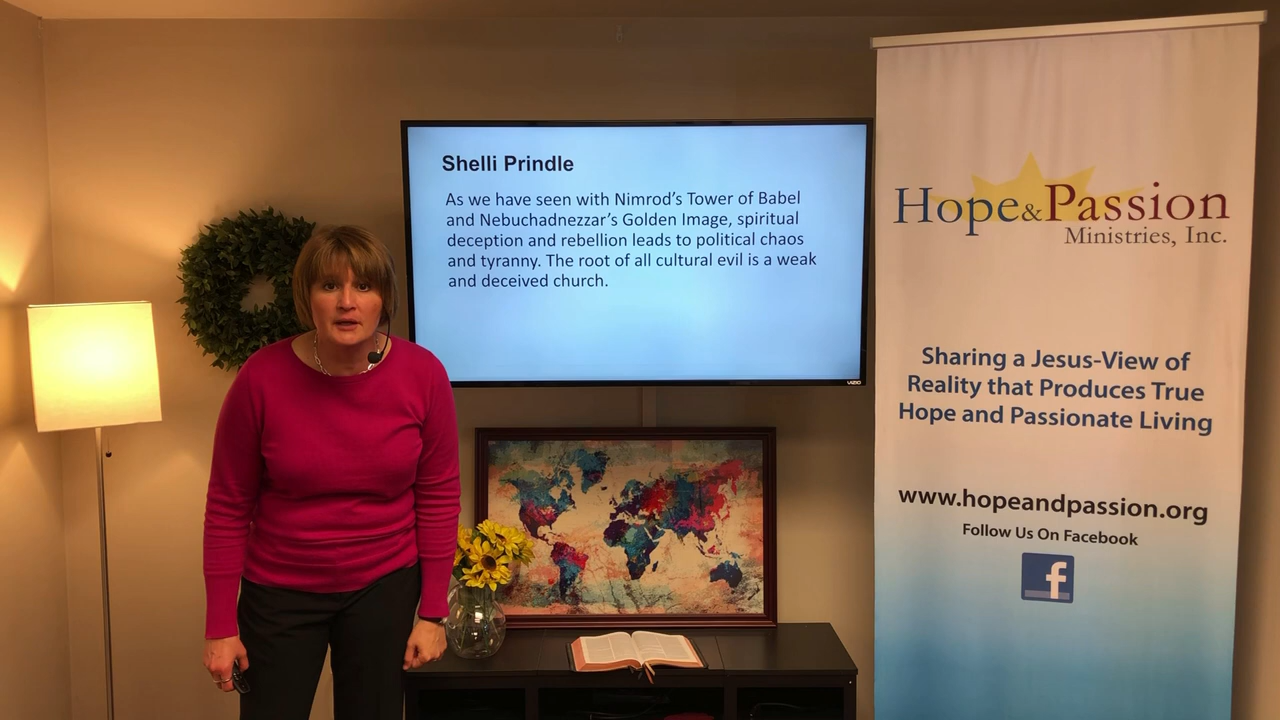 Shelli Prindle
As we have seen with Nimrod's Tower of Babel
and Nebuchadnezzar's Golden Image, spiritual
deception and rebellion leads to political chaos
and tyranny. The root of all cultural evil is a weak
and deceived church.
VIZIO
Hope&Passion
Ministries, Inc.
Sharing a Jesus-View of
Reality that Produces True
Hope and Passionate Living
www.hopeandpassion.org
Follow Us On Facebook
f